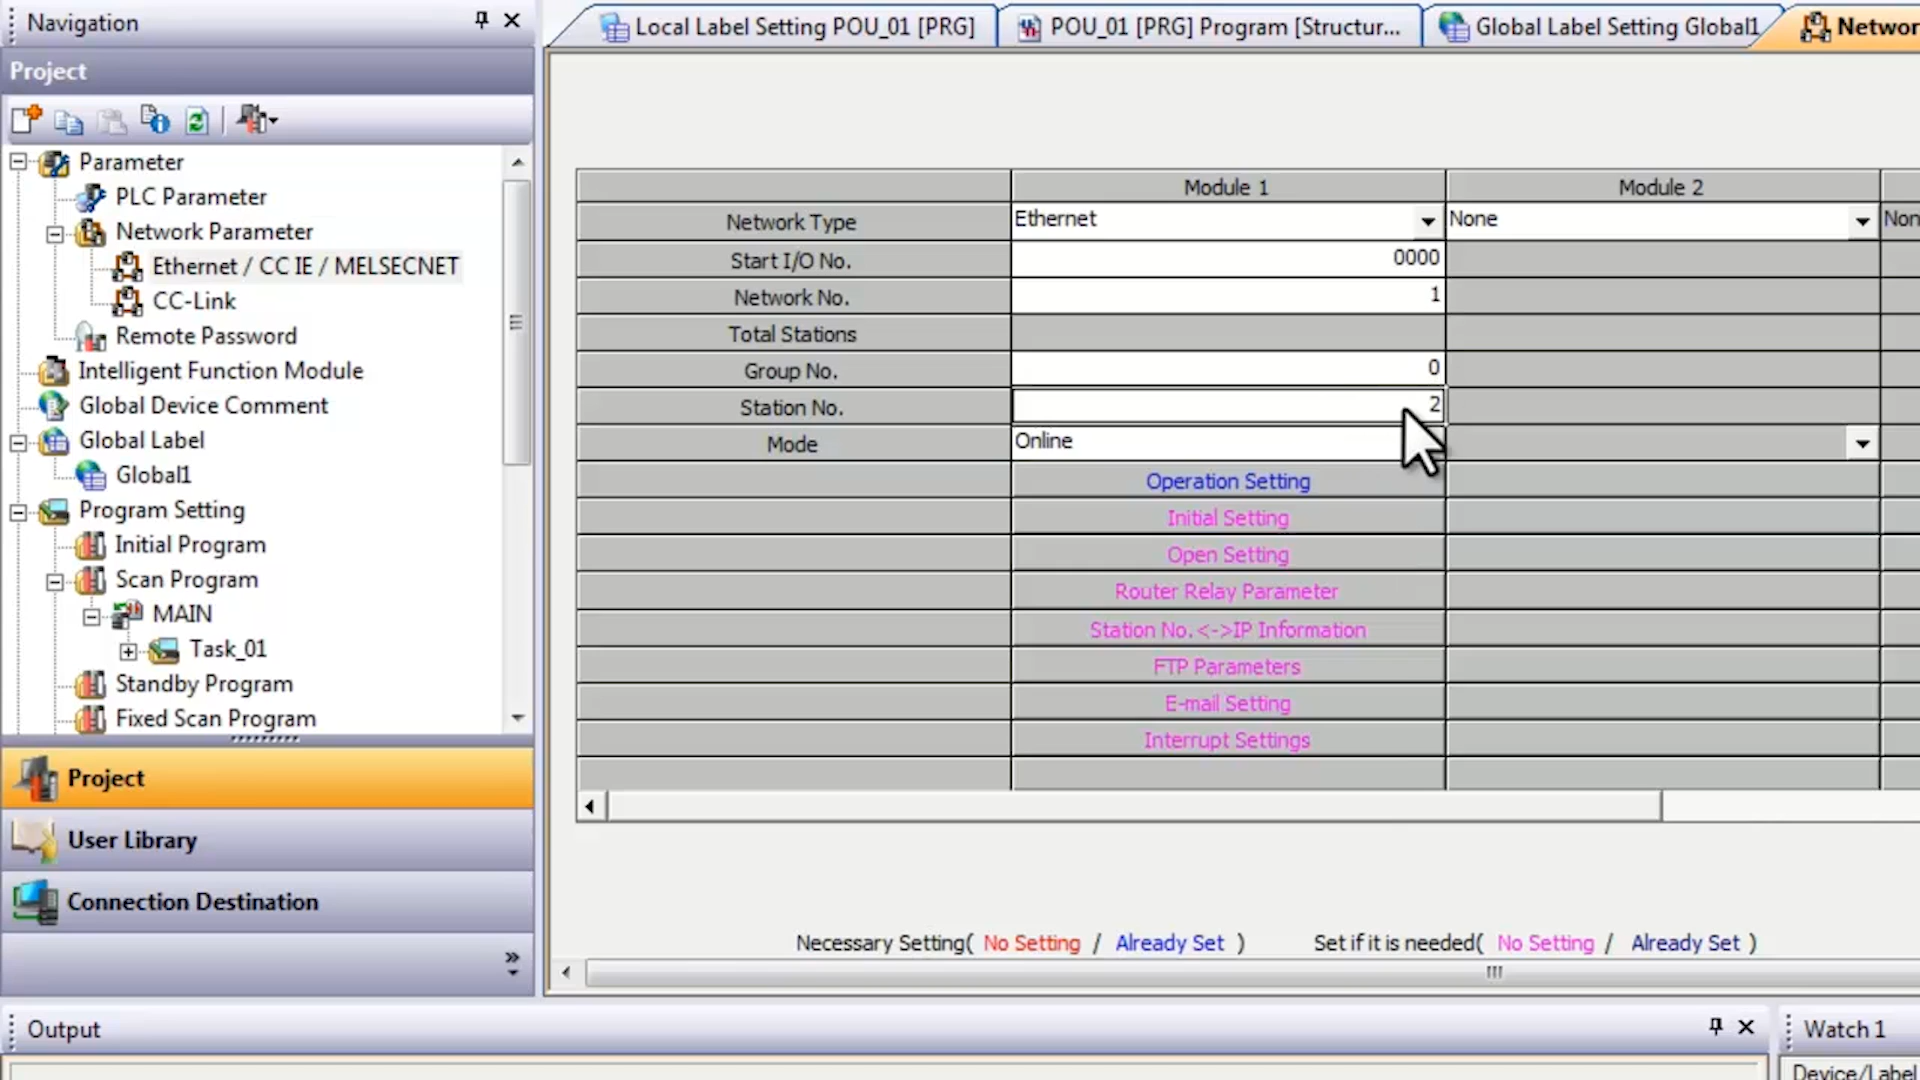 Navigation
Project
Parameter
PLC Parameter
Network Parameter
Ethernet / CC IE / MELSECNET
CC-Link
Remote Password
Intelligent Function Module
Global Device Comment
Global Label
Global1
Program Setting
Initial Program
Scan Program
MAIN
Task_01
Standby Program
Fixed Scan Program
Project
User Library
Connection Destination
Local Label Setting POU_01 [PRG]
POU_01 [PRG] Program [Structur...
Global Label Setting Global1
Networ
Module 1
Module 2
Network Type
Ethernet
None
Non
Start I/O No.
0000
Network No.
1
Total Stations
Group No.
0
Station No.
2
Mode
Online
Operation Setting
Initial Setting
Open Setting
Router Relay Parameter
Station No.<->IP Information
FTP Parameters
E-mail Setting
Interrupt Settings
Necessary Setting( No Setting / Already Set )
Set if it is needed( No Setting / Already Set )
Output
Watch 1
Device/Label